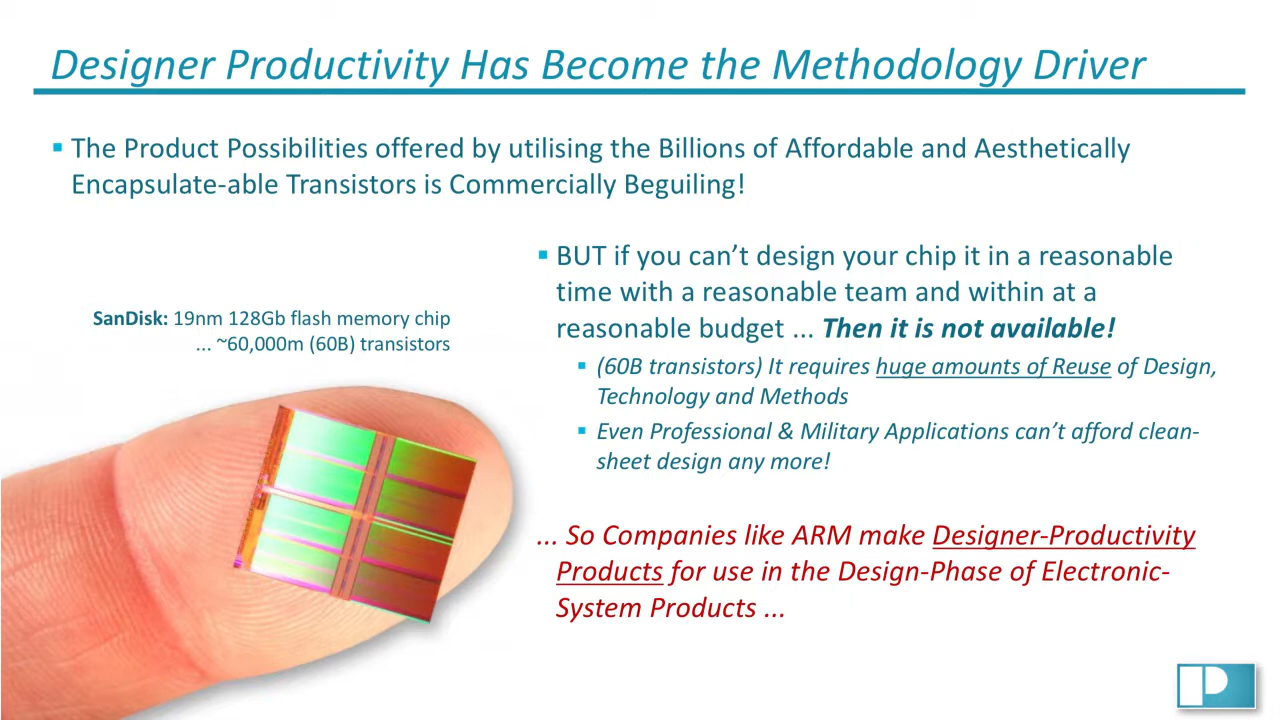 Designer Productivity Has Become the Methodology Driver
▪ The Product Possibilities offered by utilising the Billions of Affordable and Aesthetically
Encapsulate-able Transistors is Commercially Beguiling!
▪ BUT if you can’t design your chip it in a reasonable
time with a reasonable team and within at a
reasonable budget ... Then it is not available!
SanDisk: 19nm 128Gb flash memory chip
... ~60,000m (60B) transistors
▪ (60B transistors) It requires huge amounts of Reuse of Design,
Technology and Methods
▪ Even Professional & Military Applications can’t afford clean-
sheet design any more!
... So Companies like ARM make Designer-Productivity
Products for use in the Design-Phase of Electronic-
System Products ...